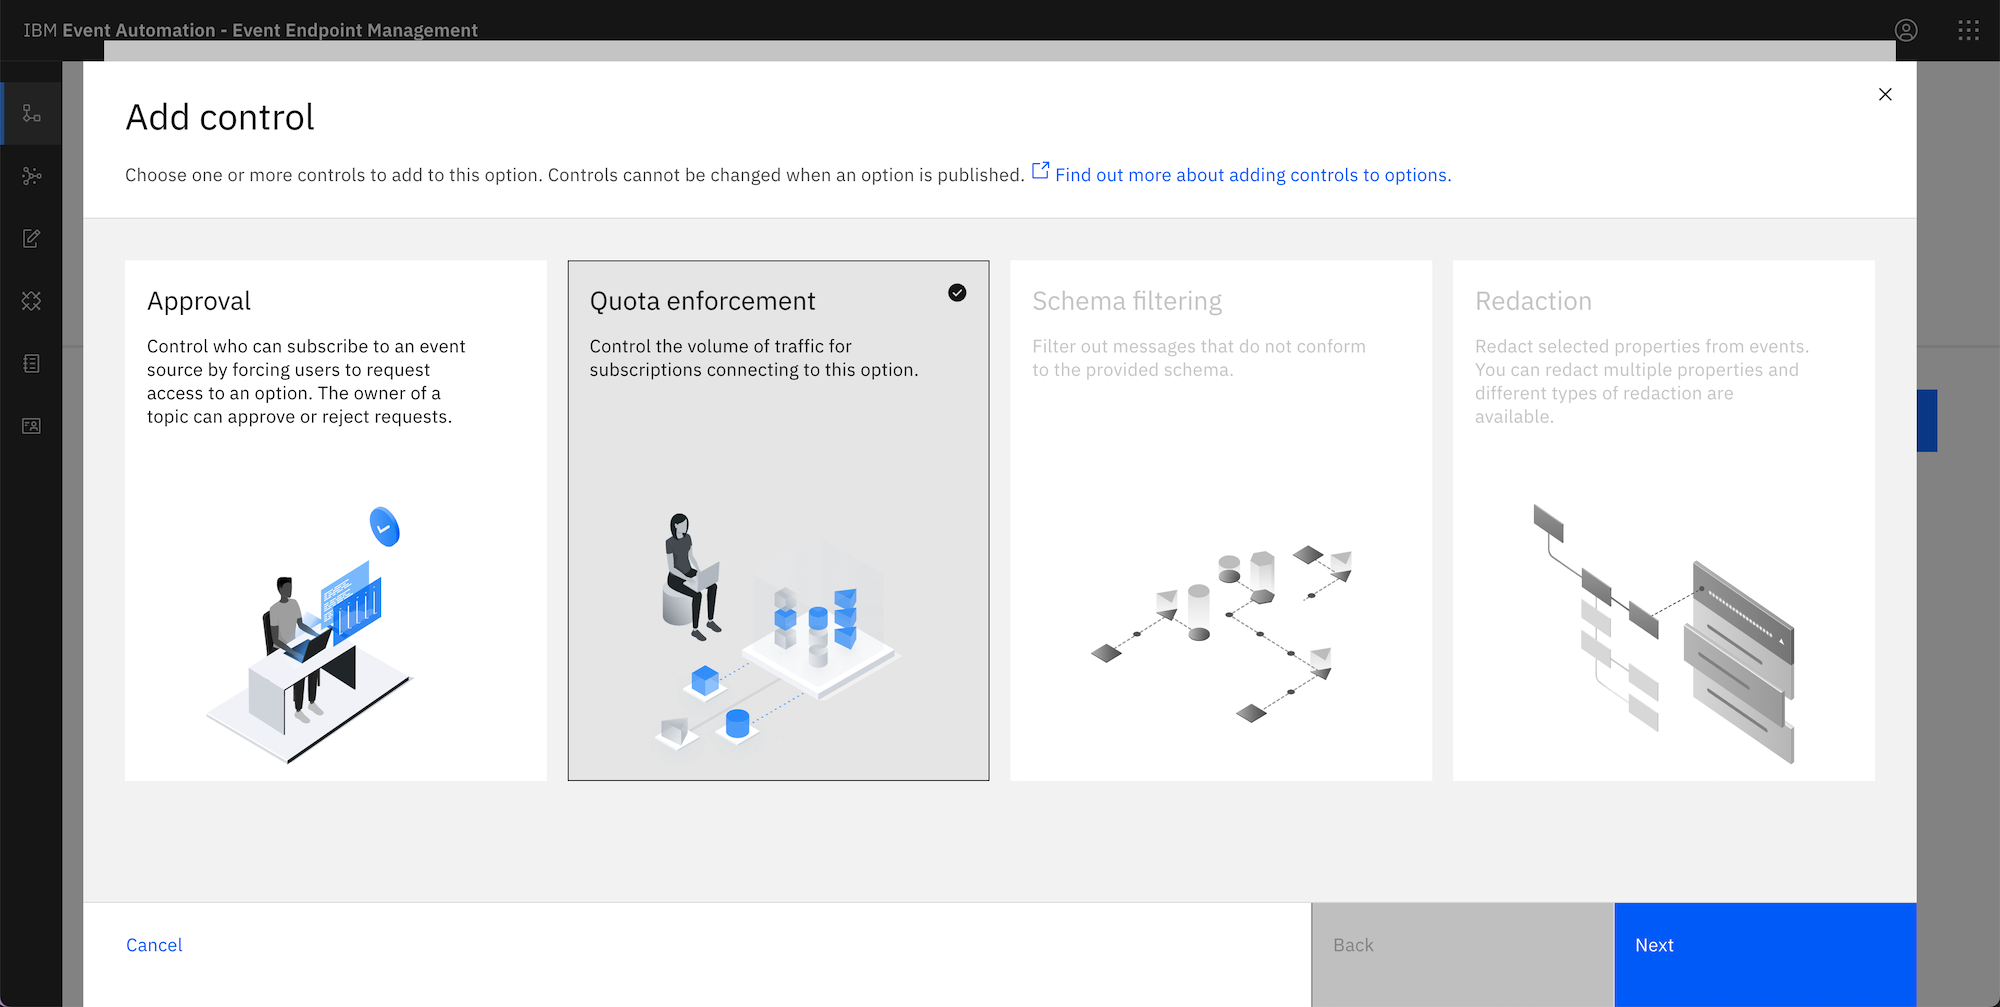 IBM Event Automation - Event Endpoint Management
Add control
Choose one or more controls to add to this option. Controls cannot be changed when an option is published. Find out more about adding controls to options.
Approval
Control who can subscribe to an event
source by forcing users to request
access to an option. The owner of a
topic can approve or reject requests.
Quota enforcement
Control the volume of traffic for
subscriptions connecting to this option.
Schema filtering
Filter out messages that do not conform
to the provided schema.
Redaction
Redact selected properties from events.
You can redact multiple properties and
different types of redaction are
available.
Cancel
Back
Next